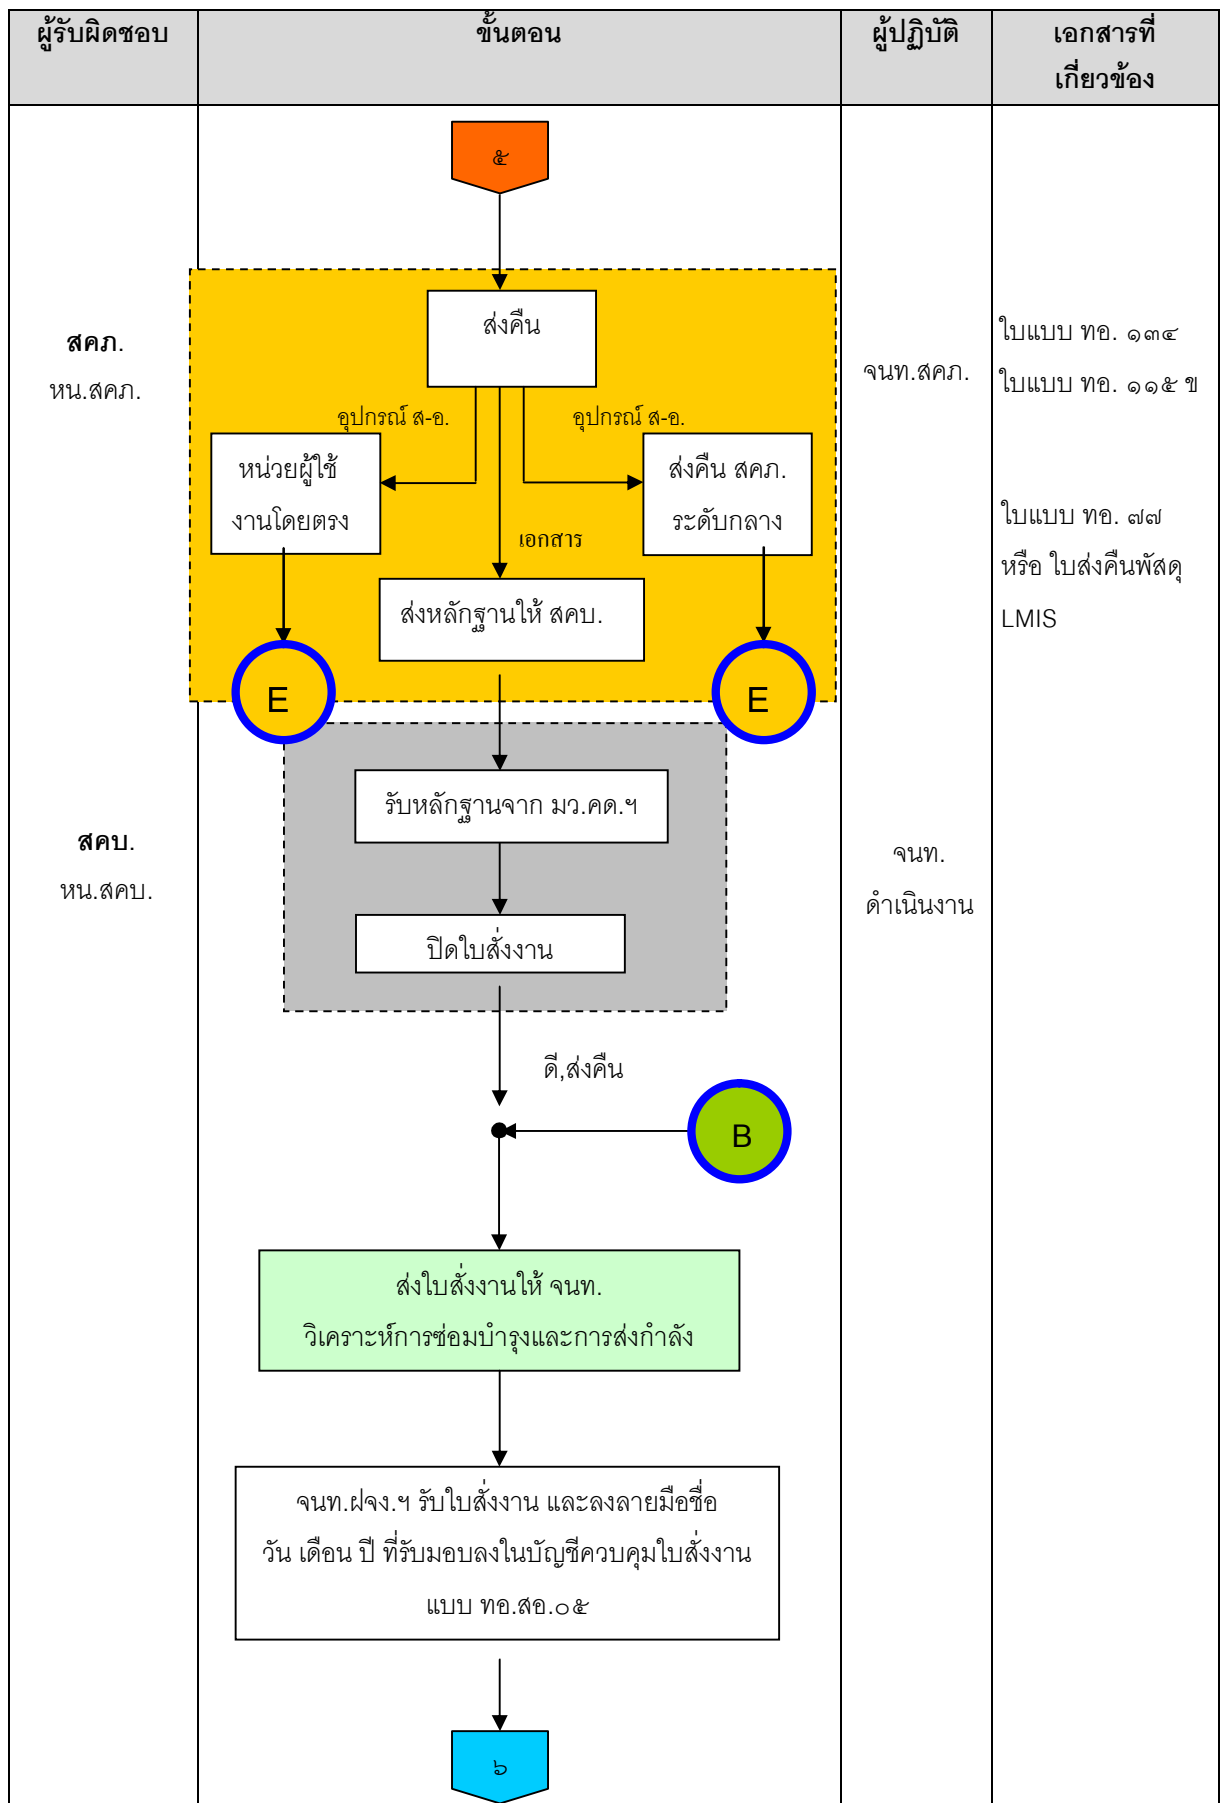 ผู้รับผิดชอบ
ขั้นตอน
ผู้ปฏิบัติ
เอกสารที่
เกี่ยวข้อง
๕
ส่งคืน
สคภ.
หน.สคภ.
จนท.สคภ.
ใบแบบ ทอ. ๑๓๔
ใบแบบ ทอ. ๑๑๕ ข
อุปกรณ์ ส-อ.
อุปกรณ์ ส-อ.
หน่วยผู้ใช้
งานโดยตรง
ส่งคืน สคภ.
ระดับกลาง
ใบแบบ ทอ. ๗๗
หรือ ใบส่งคืนพัสดุ
LMIS
เอกสาร
ส่งหลักฐานให้ สคบ.
E
E
รับหลักฐานจาก มว.คด.ฯ
สคบ.
หน.สคบ.
จนท.
ดำเนินงาน
ปิดใบสั่งงาน
ดี,ส่งคืน
B
ส่งใบสั่งงานให้ จนท.
วิเคราะห์การซ่อมบำรุงและการส่งกำลัง
จนท.ฝจง.ฯ รับใบสั่งงาน และลงลายมือชื่อ
วัน เดือน ปี ที่รับมอบลงในบัญชีควบคุมใบสั่งงาน
แบบ ทอ.สอ.๐๕
๖